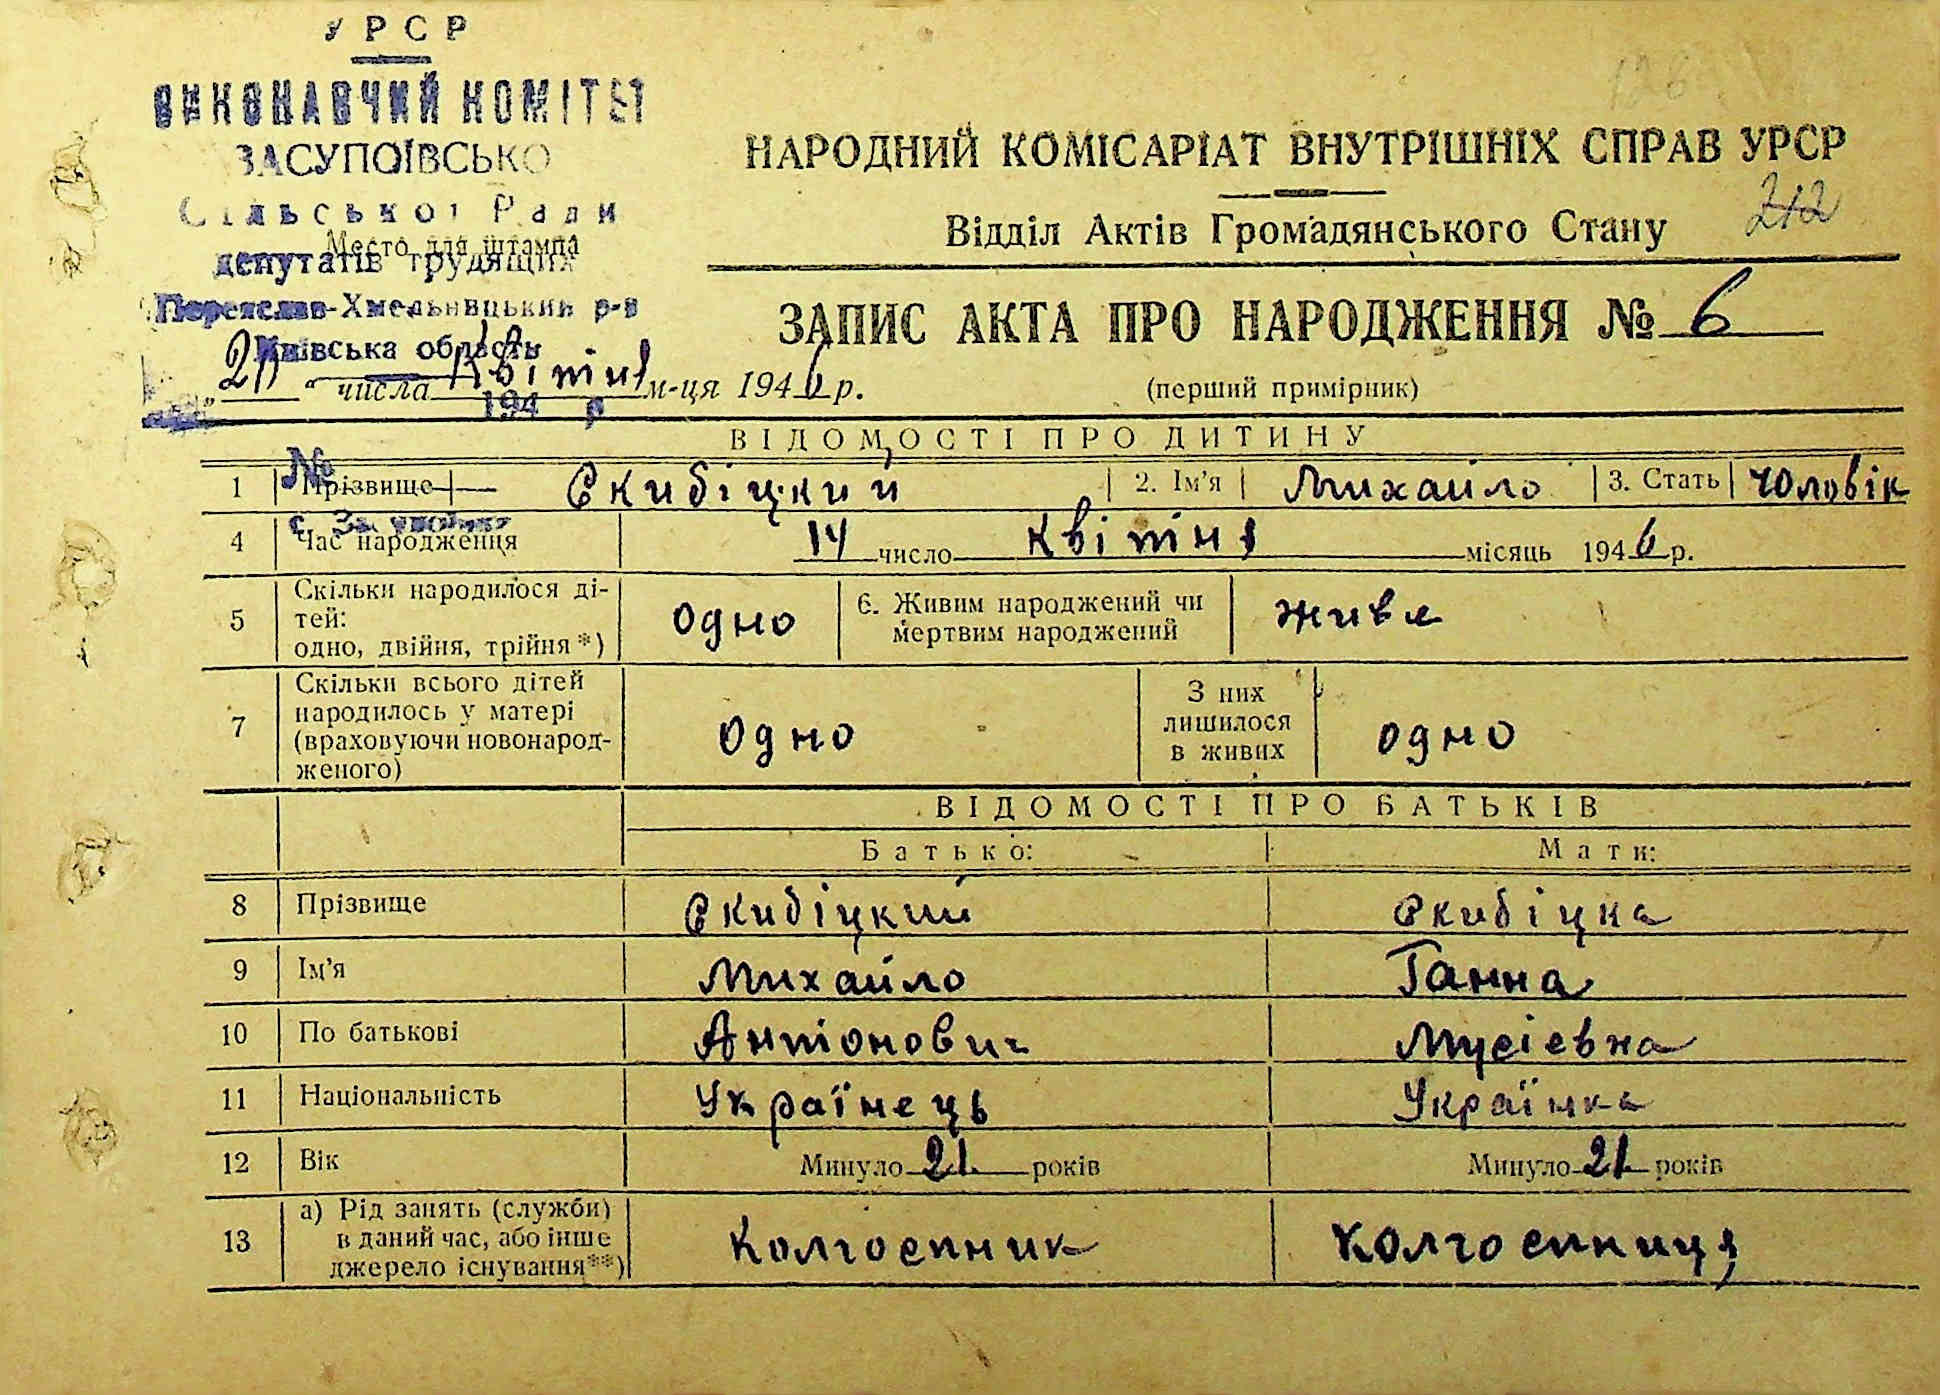 УРСР
ВИКОНАВЧИЙ КОМІТЕТ
ЗАСУПОЇВСЬКО
Сільської Ради
Место для штампа
депутатів трудящих
Переяслав-Хмельницький р-н
Київська область
числа Квітня м-ця 1946 р.
194 р
№
НАРОДНИЙ КОМІСАРІАТ ВНУТРІШНІХ СПРАВ УРСР
212
Відділ Актів Громадянського Стану
ЗАПИС АКТА ПРО НАРОДЖЕННЯ № 6
(перший примірник)
ВІДОМОСТІ ПРО ДИТИНУ
1 Прізвище Скибіцкий 2. Ім'я Михайло 3. Стать чоловік
4 Час народження 14 число квітня місяць 1946 р.
5 Скільки народилося ді-
тей:
одно, двійня, трійня *)
одно
6. Живим народжений чи
мертвим народжений
живе
7 Скільки всього дітей
народилось у матері
(враховуючи новонарод-
женого)
одно
З них
лишилося
в живих
одно
ВІДОМОСТІ ПРО БАТЬКІВ
Батько: Мати:
8 Прізвище Скибіцкий Скибіцка
9 Ім'я Михайло Ганна
10 По батькові Антонович Мусіевна
11 Національність Українець Українка
12 Вік Минуло 21 років Минуло 21 років
13 а) Рід занять (служби)
в даний час, або інше
джерело існування **)
Колгоспник колгоспниця